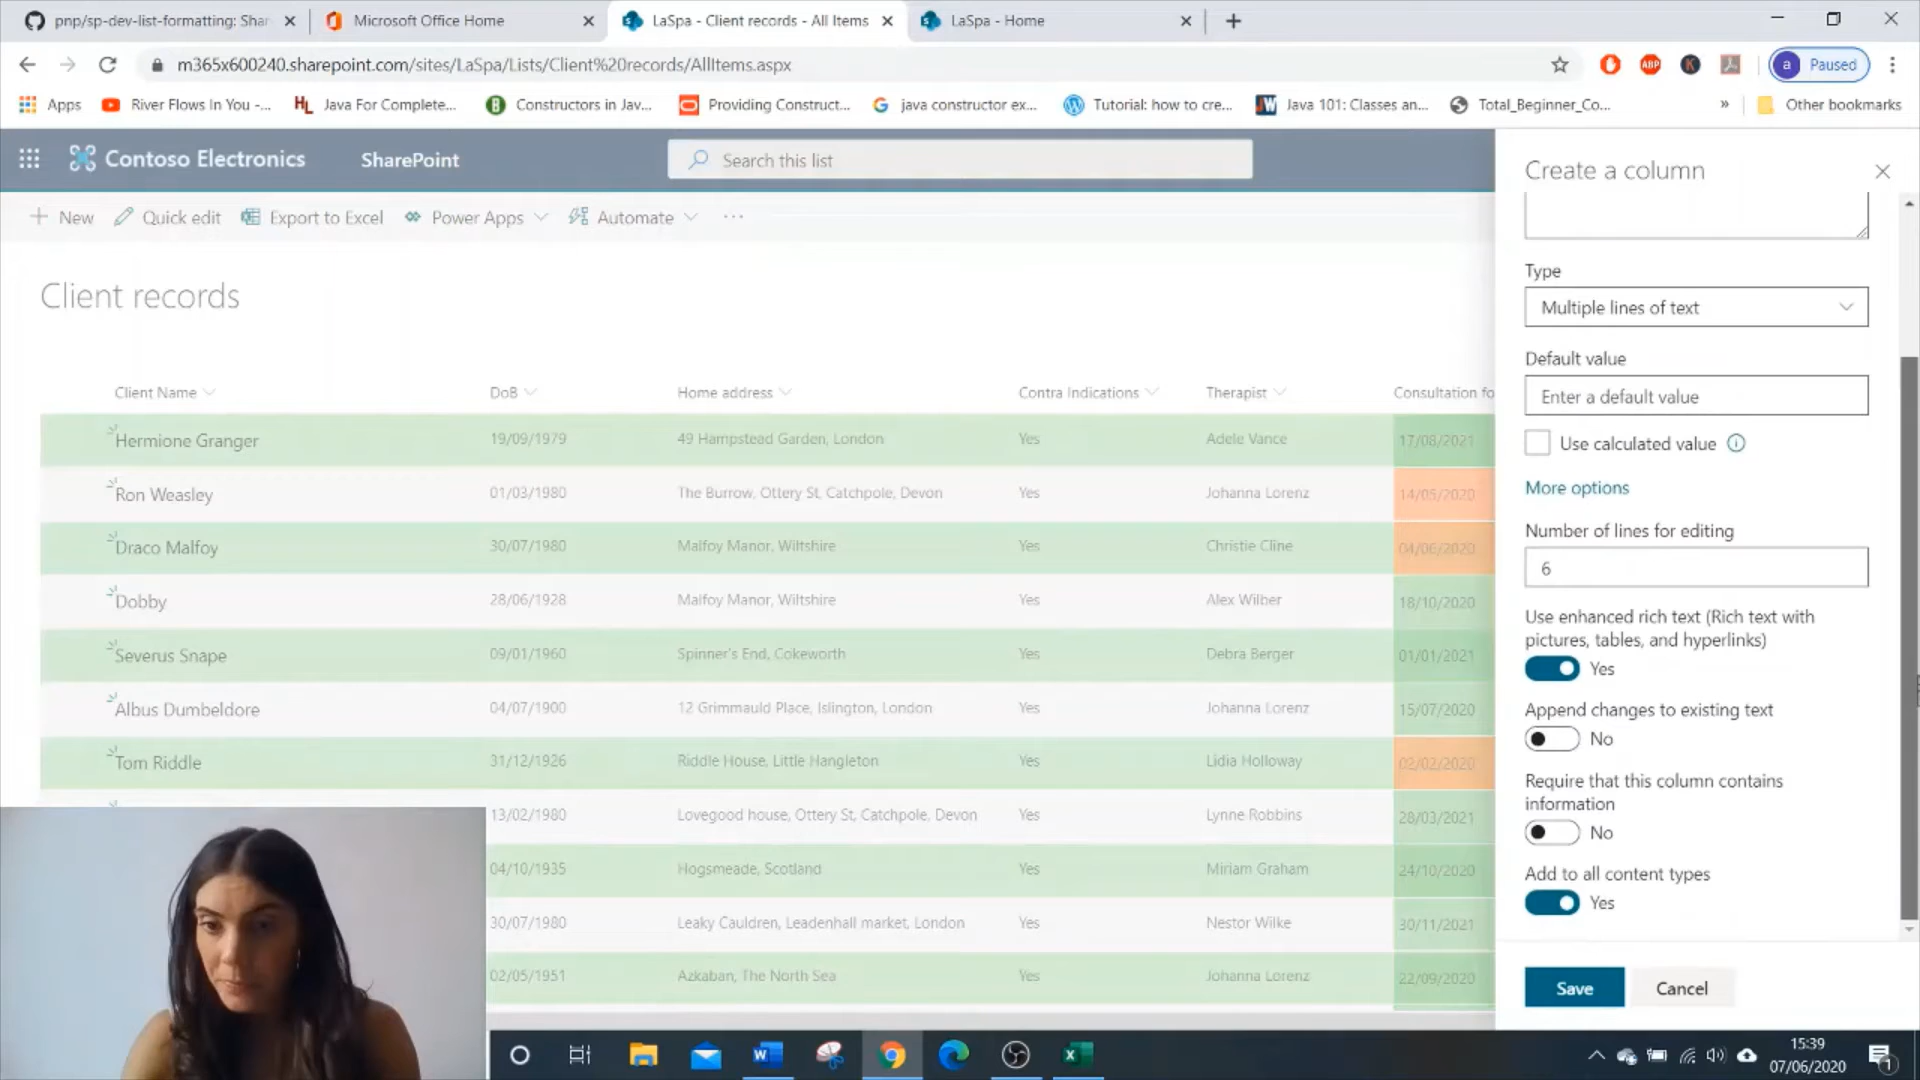 pnp/sp-dev-list-formatting: Shar
Microsoft Office Home
LaSpa - Client records - All Items
LaSpa - Home
m365x600240.sharepoint.com/sites/LaSpa/Lists/Client%20records/AllItems.aspx
ABP
K
a Paused
Apps
River Flows In You -...
HL Java For Complete...
B Constructors in Jav...
Providing Construct...
G java constructor ex...
Tutorial: how to cre...
JW Java 101: Classes an...
Total_Beginner_Co...
»
Other bookmarks
Contoso Electronics
SharePoint
Search this list
New
Quick edit
Export to Excel
Power Apps
Automate
...
Client records
Client Name DoB Home address Contra Indications Therapist Consultation fo
Hermione Granger 19/09/1979 49 Hampstead Garden, London Yes Adele Vance 17/08/2021
Ron Weasley 01/03/1980 The Burrow, Ottery St, Catchpole, Devon Yes Johanna Lorenz 14/05/2020
Draco Malfoy 30/07/1980 Malfoy Manor, Wiltshire Yes Christie Cline 04/06/2020
Dobby 28/06/1928 Malfoy Manor, Wiltshire Yes Alex Wilber 18/10/2020
Severus Snape 09/01/1960 Spinner's End, Cokeworth Yes Debra Berger 01/01/2021
Albus Dumbeldore 04/07/1900 12 Grimmauld Place, Islington, London Yes Johanna Lorenz 15/07/2020
Tom Riddle 31/12/1926 Riddle House, Little Hangleton Yes Lidia Holloway 02/02/2020
13/02/1980 Lovegood house, Ottery St, Catchpole, Devon Yes Lynne Robbins 28/03/2021
04/10/1935 Hogsmeade, Scotland Yes Miriam Graham 24/10/2020
30/07/1980 Leaky Cauldren, Leadenhall market, London Yes Nestor Wilke 30/11/2021
02/05/1951 Azkaban, The North Sea Yes Johanna Lorenz 22/09/2020
Create a column
Type
Multiple lines of text
Default value
Enter a default value
Use calculated value
More options
Number of lines for editing
6
Use enhanced rich text (Rich text with
pictures, tables, and hyperlinks)
Yes
Append changes to existing text
No
Require that this column contains
information
No
Add to all content types
Yes
Save
Cancel
15:39
07/06/2020
1